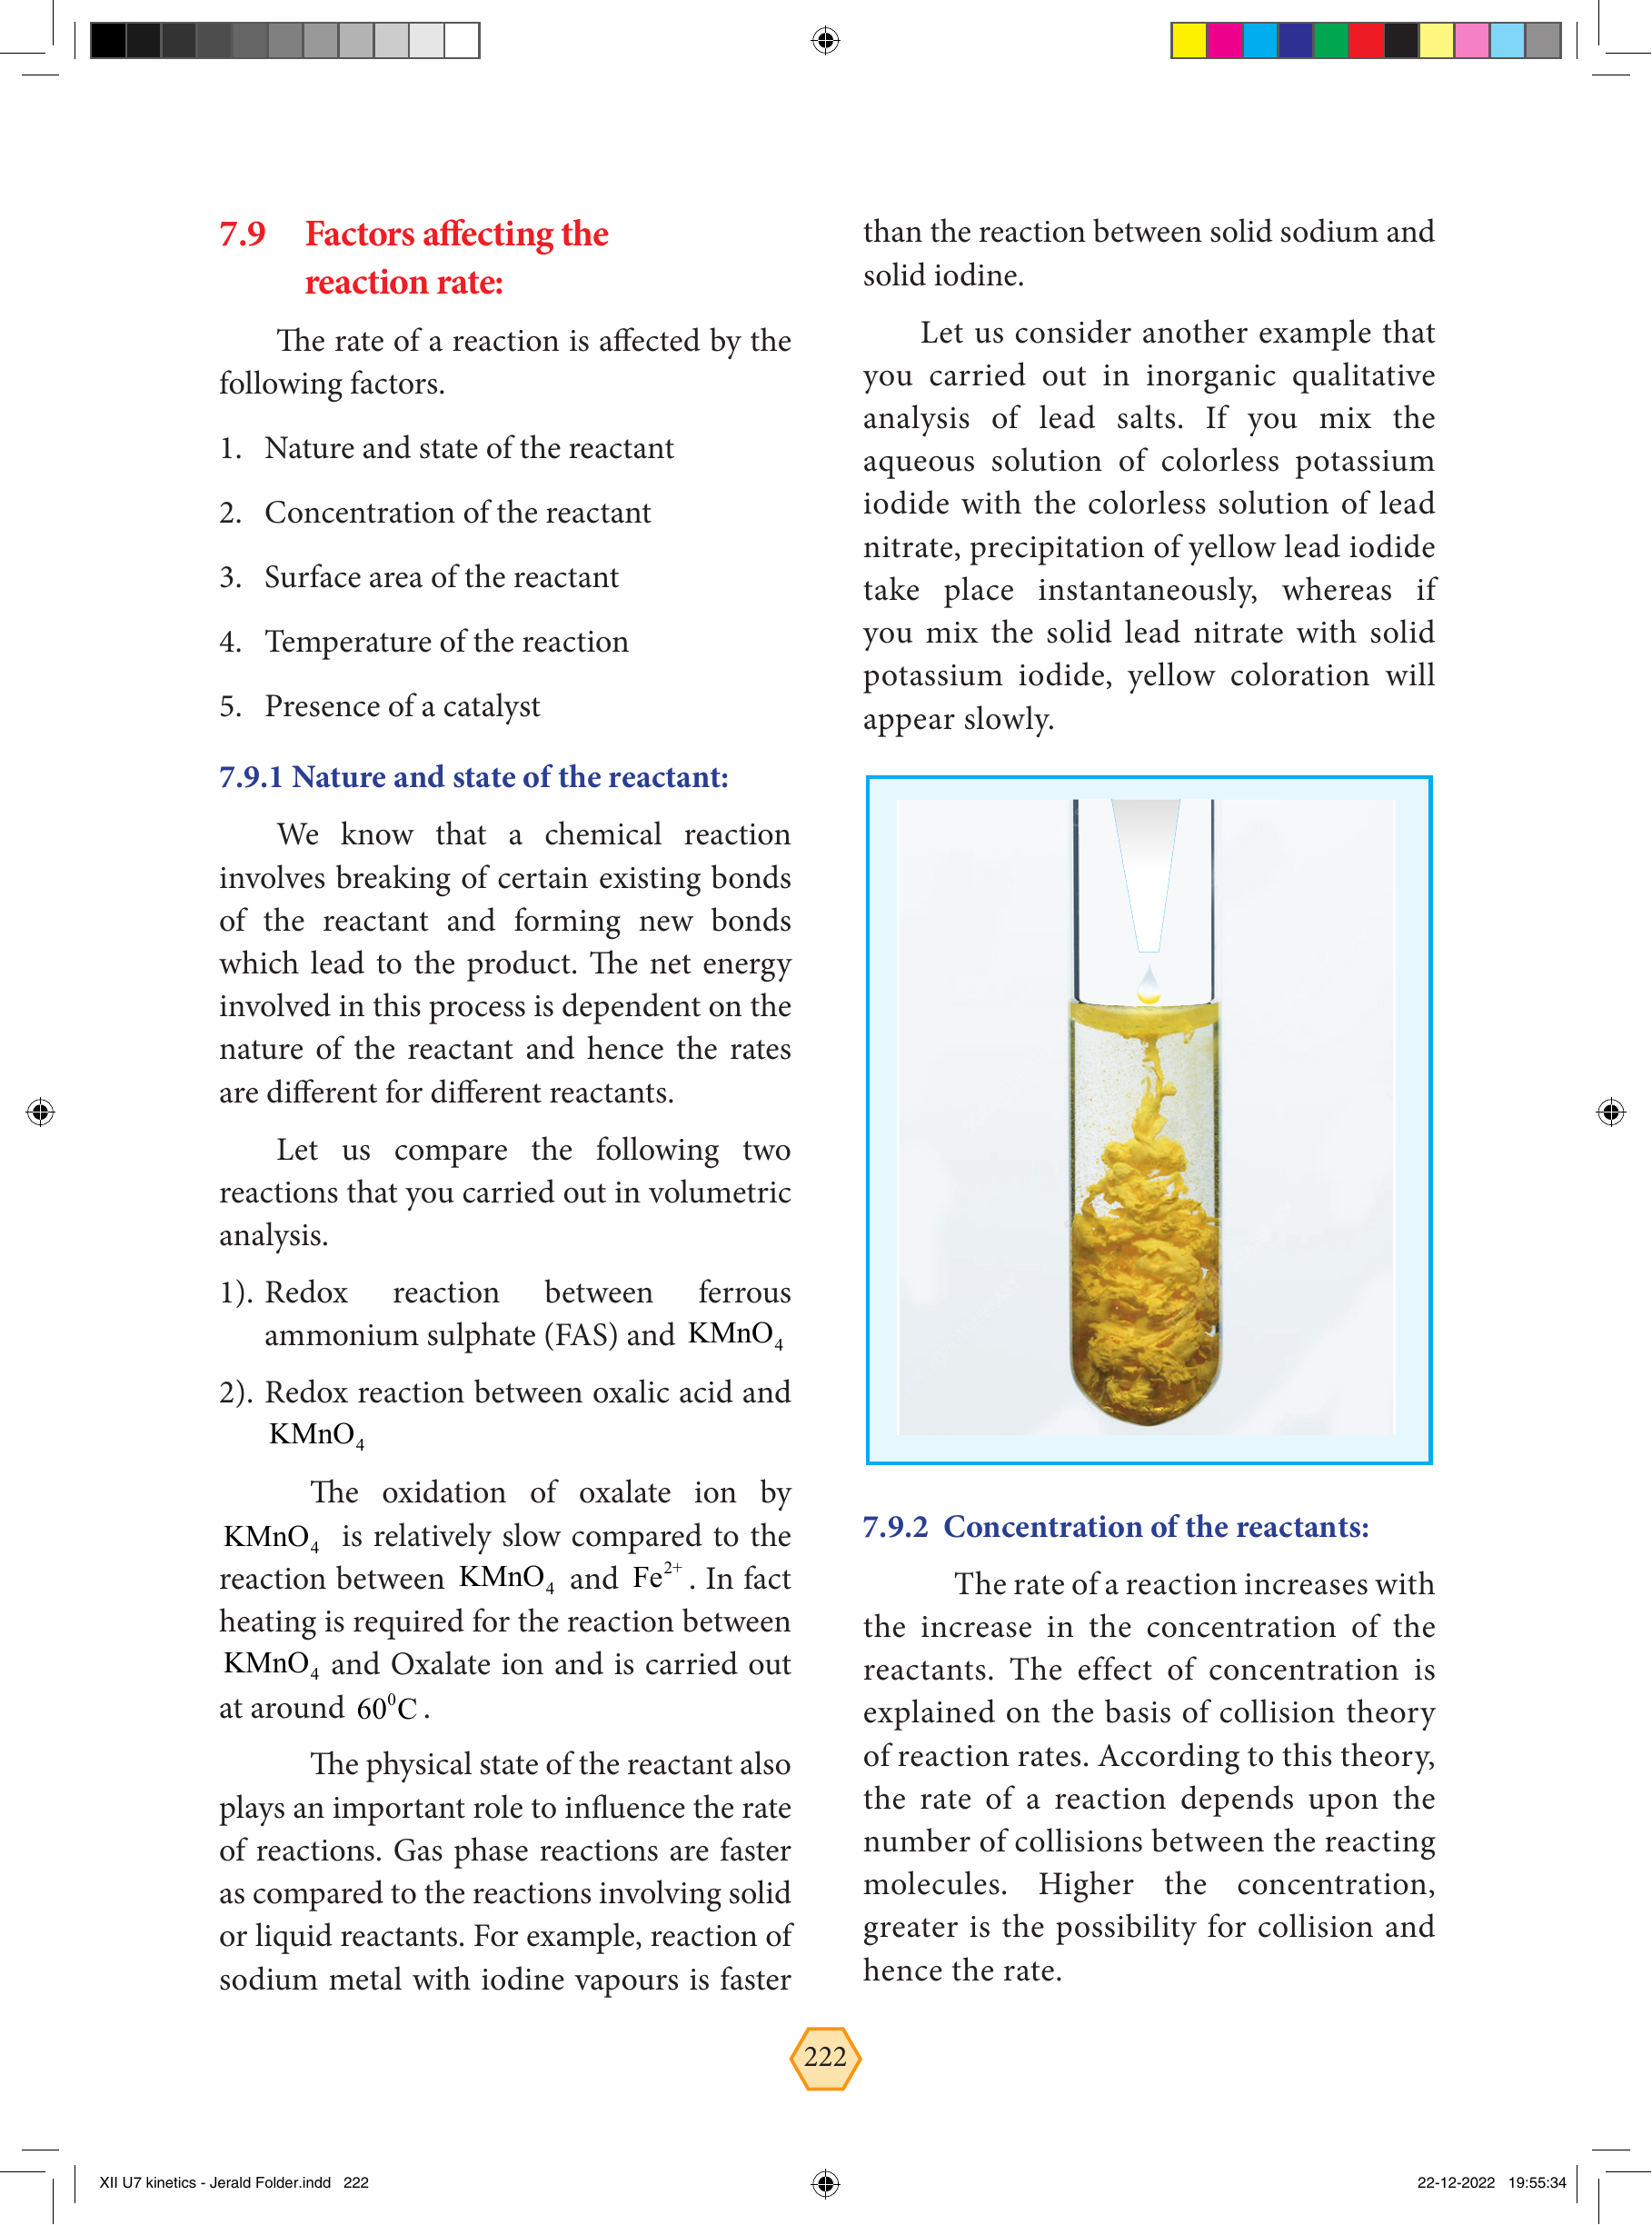 7.9 Factors affecting the
reaction rate:
The rate of a reaction is affected by the
following factors.
1. Nature and state of the reactant
2. Concentration of the reactant
3. Surface area of the reactant
4. Temperature of the reaction
5. Presence of a catalyst
7.9.1 Nature and state of the reactant:
We know that a chemical reaction
involves breaking of certain existing bonds
of the reactant and forming new bonds
which lead to the product. The net energy
involved in this process is dependent on the
nature of the reactant and hence the rates
are different for different reactants.
Let us compare the following two
reactions that you carried out in volumetric
analysis.
1). Redox reaction between ferrous
ammonium sulphate (FAS) and KMnO₄
2). Redox reaction between oxalic acid and
KMnO₄
The oxidation of oxalate ion by
KMnO₄ is relatively slow compared to the
reaction between KMnO₄ and Fe²⁺. In fact
heating is required for the reaction between
KMnO₄ and Oxalate ion and is carried out
at around 60⁰C.
The physical state of the reactant also
plays an important role to influence the rate
of reactions. Gas phase reactions are faster
as compared to the reactions involving solid
or liquid reactants. For example, reaction of
sodium metal with iodine vapours is faster
than the reaction between solid sodium and
solid iodine.
Let us consider another example that
you carried out in inorganic qualitative
analysis of lead salts. If you mix the
aqueous solution of colorless potassium
iodide with the colorless solution of lead
nitrate, precipitation of yellow lead iodide
take place instantaneously, whereas if
you mix the solid lead nitrate with solid
potassium iodide, yellow coloration will
appear slowly.
7.9.2 Concentration of the reactants:
The rate of a reaction increases with
the increase in the concentration of the
reactants. The effect of concentration is
explained on the basis of collision theory
of reaction rates. According to this theory,
the rate of a reaction depends upon the
number of collisions between the reacting
molecules. Higher the concentration,
greater is the possibility for collision and
hence the rate.
222
XII U7 kinetics - Jerald Folder.indd 222
22-12-2022 19:55:34